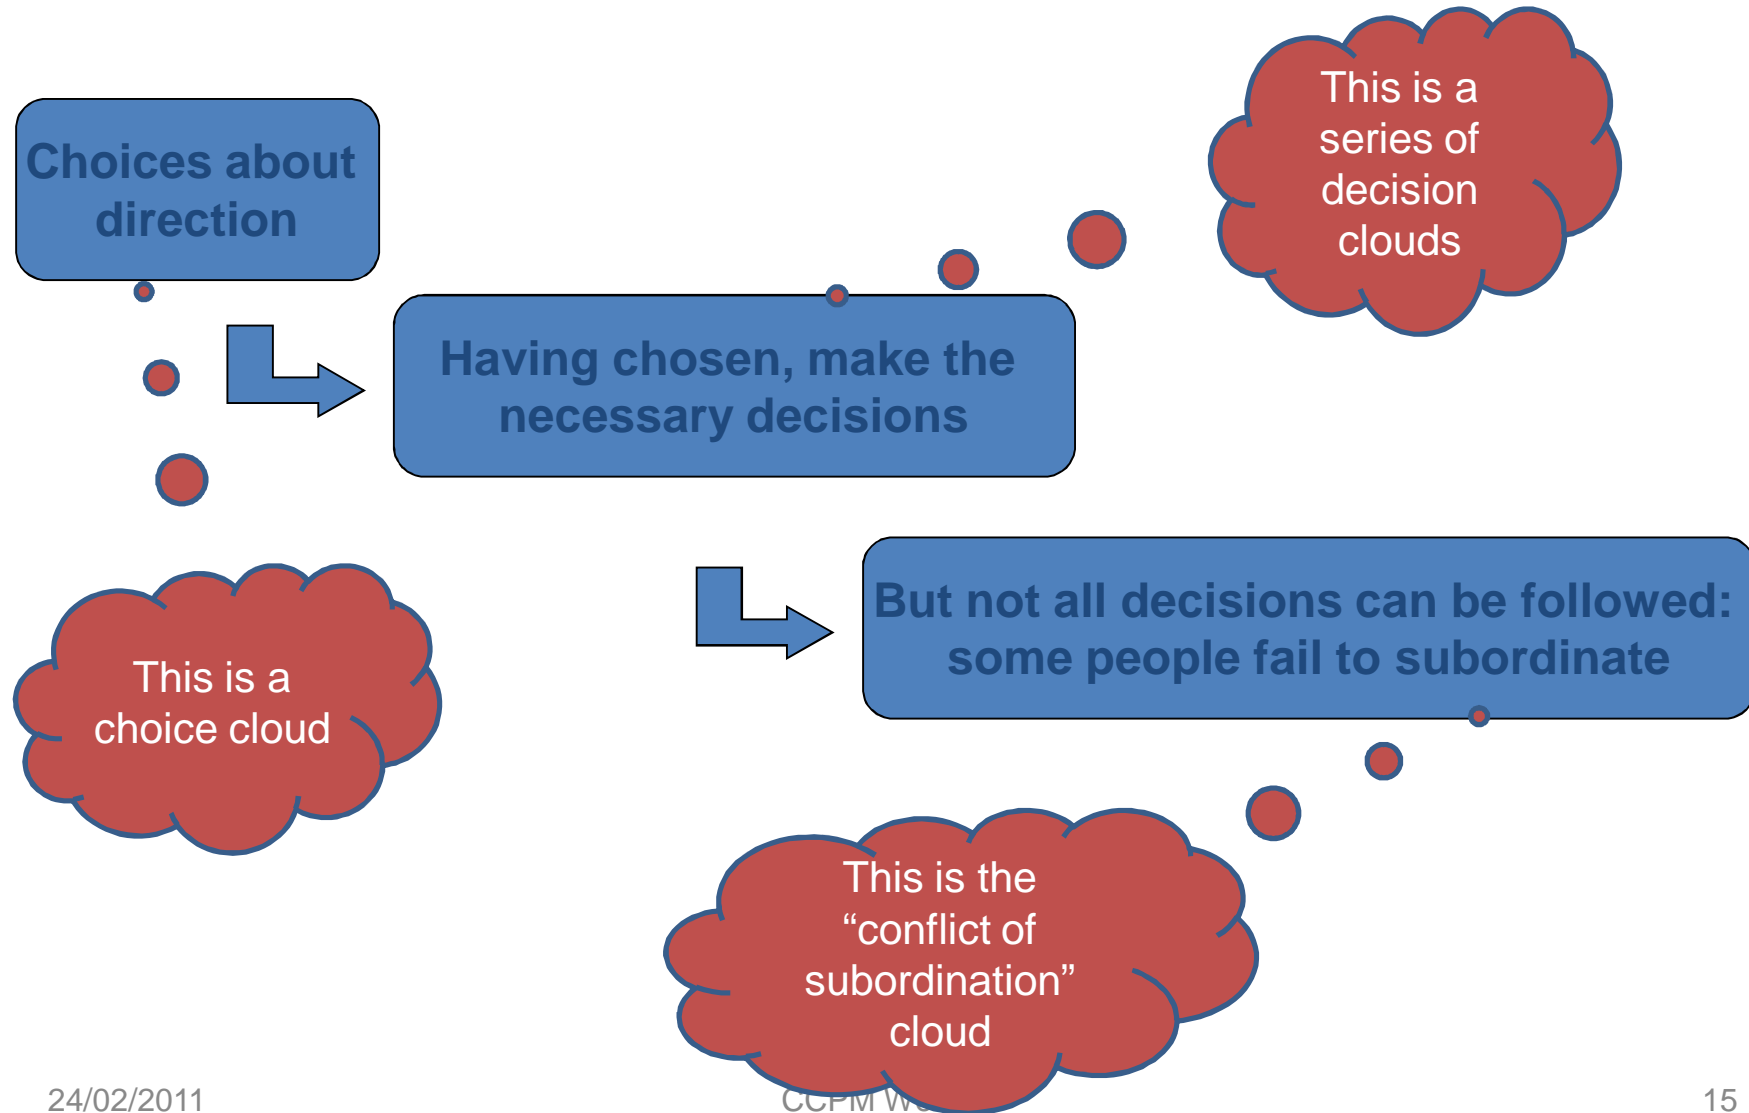 Choices about
direction
This is a
series of
decision
clouds
Having chosen, make the
necessary decisions
But not all decisions can be followed:
some people fail to subordinate
This is a
choice cloud
This is the
“conflict of
subordination”
cloud
24/02/2011
CCPM
15